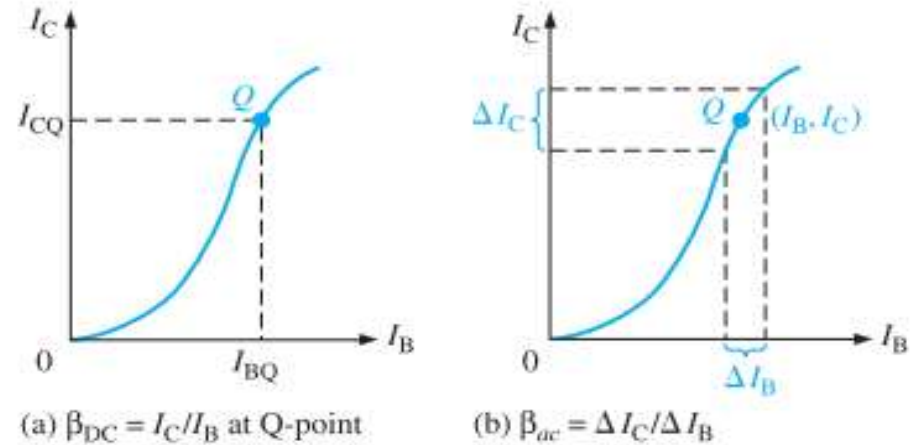 I_C
Q
I_CQ
0
I_BQ
I_B
(a) β_DC = I_C/I_B at Q-point
I_C
ΔI_C
Q
(I_B, I_C)
0
ΔI_B
I_B
(b) β_ac = ΔI_C/ΔI_B